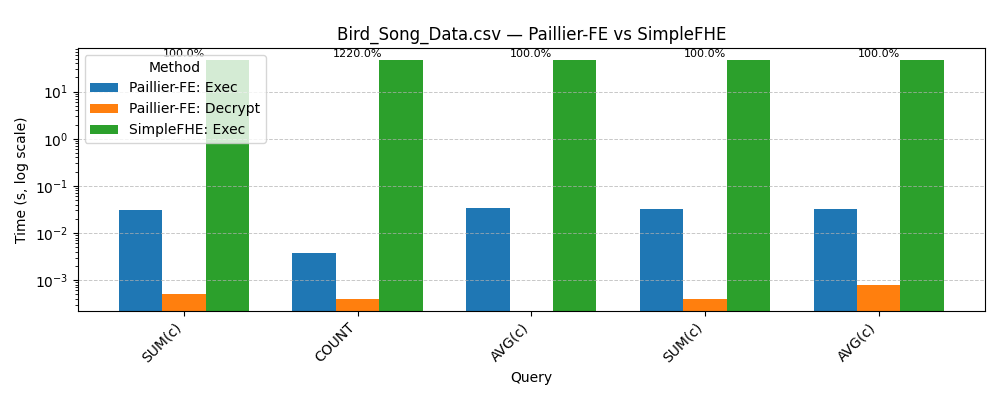 Bird_Song_Data.csv — Paillier-FE vs SimpleFHE
100.0% 1220.0% 100.0% 100.0% 100.0%
Method
Paillier-FE: Exec
Paillier-FE: Decrypt
SimpleFHE: Exec
Time (s, log scale)
10¹
10⁰
10⁻¹
10⁻²
10⁻³
SUM(c) COUNT AVG(c) SUM(c) AVG(c)
Query